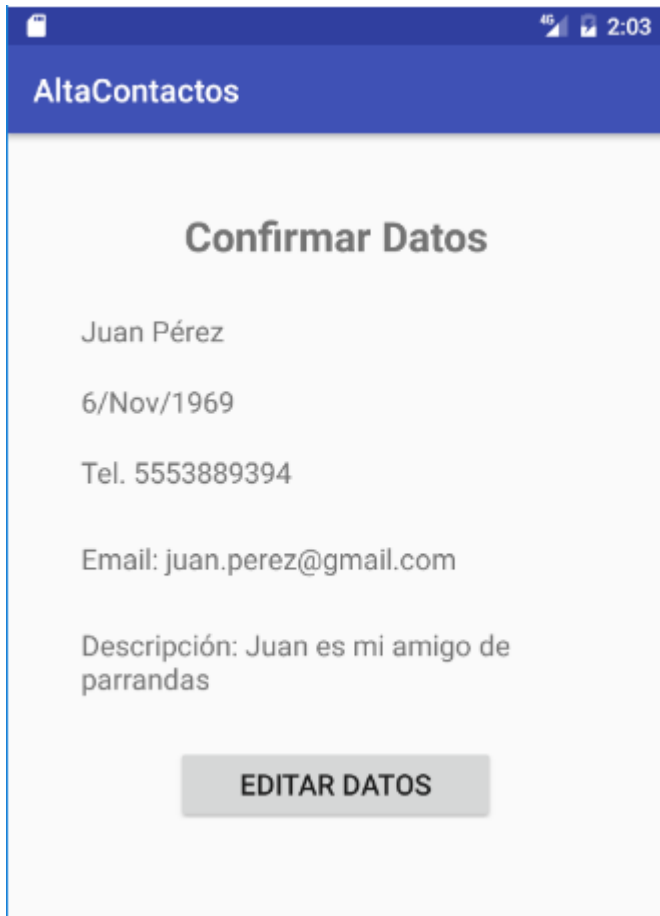 4G 2:03
AltaContactos
Confirmar Datos
Juan Pérez
6/Nov/1969
Tel. 5553889394
Email: juan.perez@gmail.com
Descripción: Juan es mi amigo de
parrandas
EDITAR DATOS